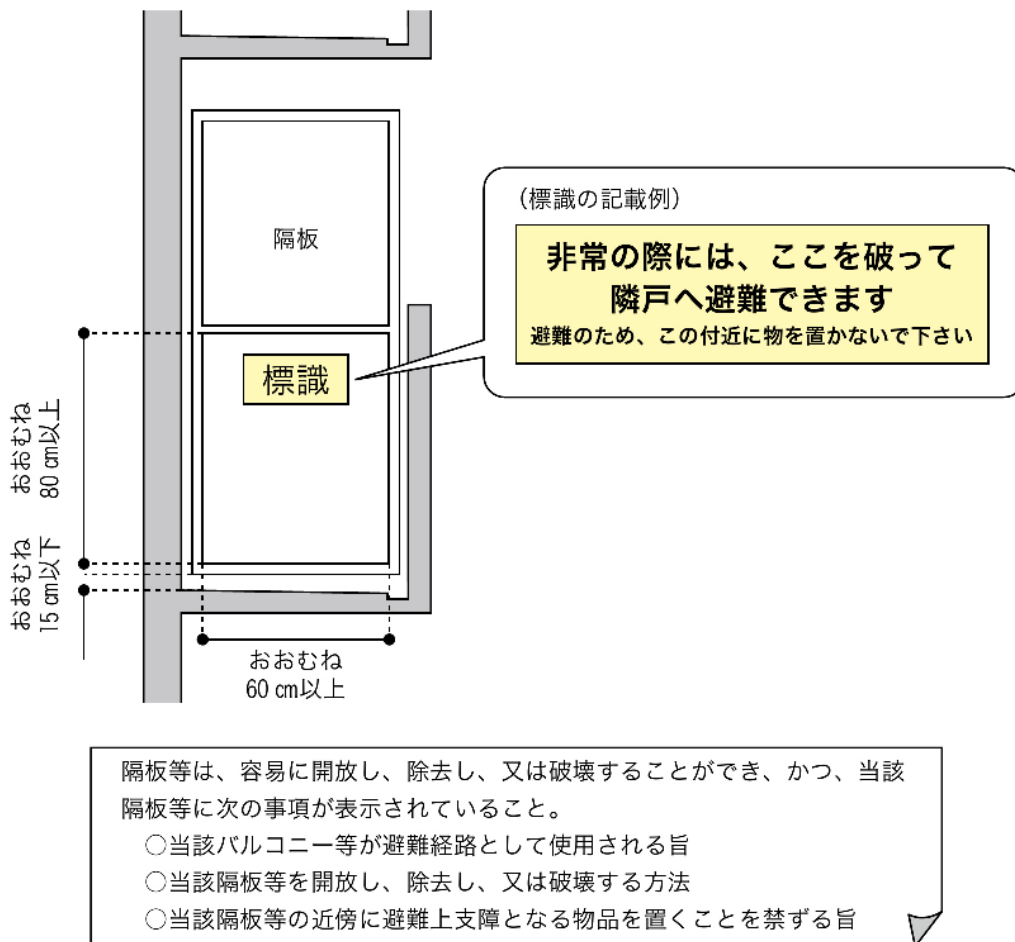 隔板
標識
(標識の記載例)
非常の際には、ここを破って
隣戸へ避難できます
避難のため、この付近に物を置かないで下さい
おおむね
80 cm以上
おおむね
15 cm以下
おおむね
60 cm以上
隔板等は、容易に開放し、除去し、又は破壊することができ、かつ、当該
隔板等に次の事項が表示されていること。
○当該バルコニー等が避難経路として使用される旨
○当該隔板等を開放し、除去し、又は破壊する方法
○当該隔板等の近傍に避難上支障となる物品を置くことを禁ずる旨